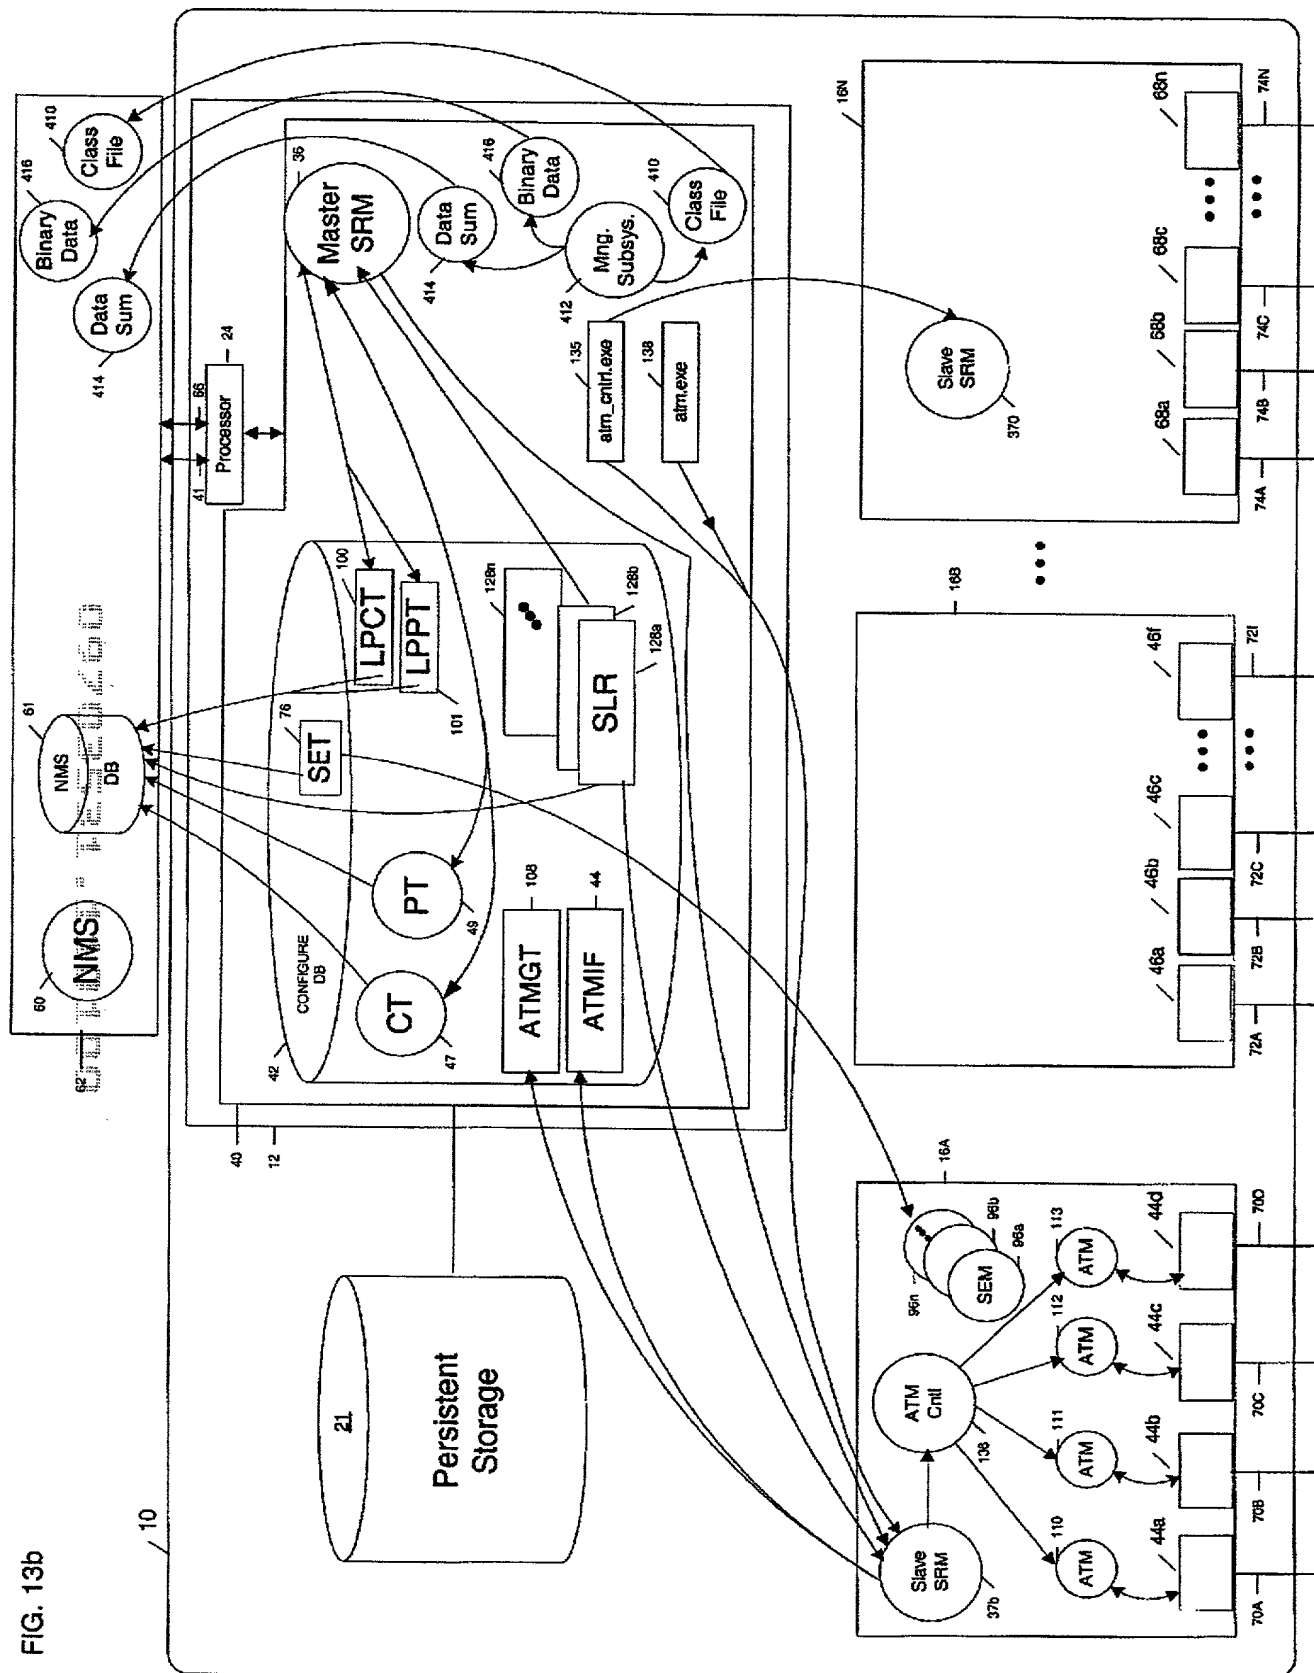 FIG. 13b
10
62
60
NMS
61
NMS
DB
414
Data
Sum
416
Binary
Data
410
Class
File
40
12
41
66
Processor
24
36
Master
SRM
42
CONFIGURE
DB
CT
47
PT
49
76
SET
100
LPCT
LPPT
101
ATMGT
108
ATMIF
44
128n
128b
SLR
128a
414
Data
Sum
416
Binary
Data
412
Mng.
Subsys.
410
Class
File
135
atm_cntrl.exe
138
atm.exe
21
Persistent
Storage
16A
Slave
SRM
37b
ATM
Cntl
136
96n
96b
96a
SEM
110
ATM
111
ATM
112
ATM
113
ATM
44a
44b
44c
44d
70A
70B
70C
70D
16B
46a
46b
46c
46f
72A
72B
72C
72f
16N
Slave
SRM
370
68a
68b
68c
68n
74A
74B
74C
74N